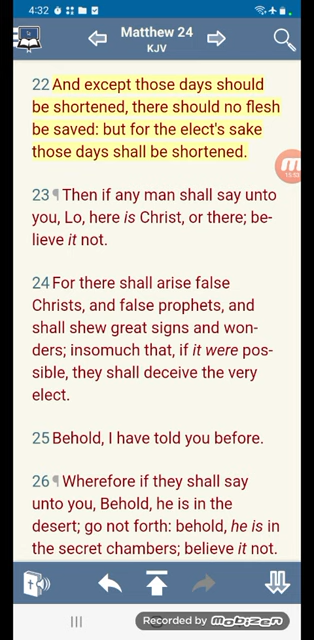 4:32
Matthew 24
KJV
22 And except those days should
be shortened, there should no flesh
be saved: but for the elect's sake
those days shall be shortened.
23 ¶ Then if any man shall say unto
you, Lo, here is Christ, or there; be-
lieve it not.
24 For there shall arise false
Christs, and false prophets, and
shall shew great signs and won-
ders; insomuch that, if it were pos-
sible, they shall deceive the very
elect.
25 Behold, I have told you before.
26 ¶ Wherefore if they shall say
unto you, Behold, he is in the
desert; go not forth: behold, he is in
the secret chambers; believe it not.
Recorded by mobizen